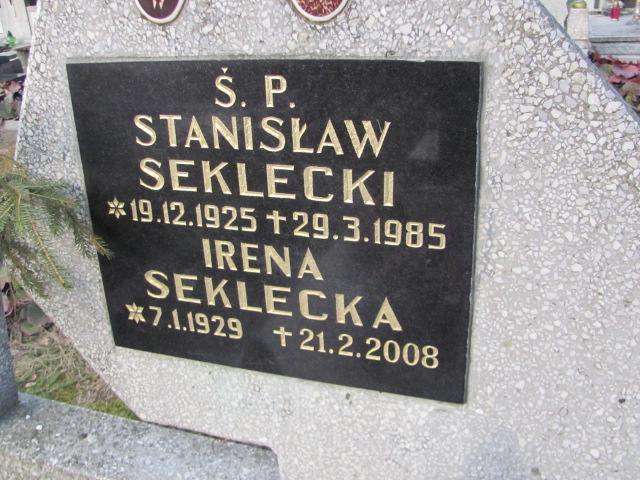 Š. P.
STANISŁAW
SEKLECKI
* 19.12.1925 ✝ 29.3.1985
IRENA
SEKLECKA
* 7.1.1929 ✝ 21.2.2008